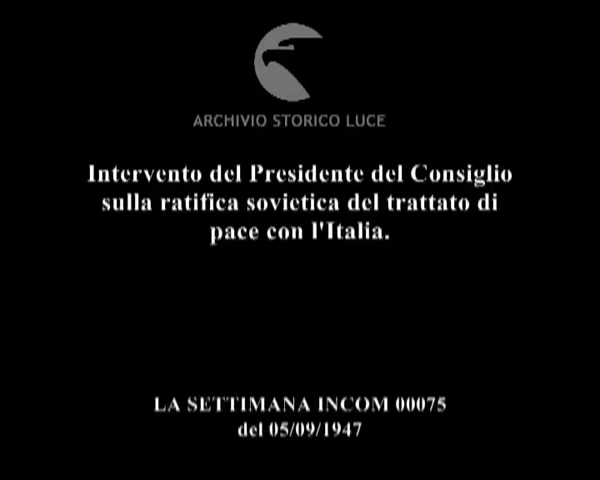 ARCHIVIO STORICO LUCE
Intervento del Presidente del Consiglio
sulla ratifica sovietica del trattato di
pace con l'Italia.
LA SETTIMANA INCOM 00075
del 05/09/1947